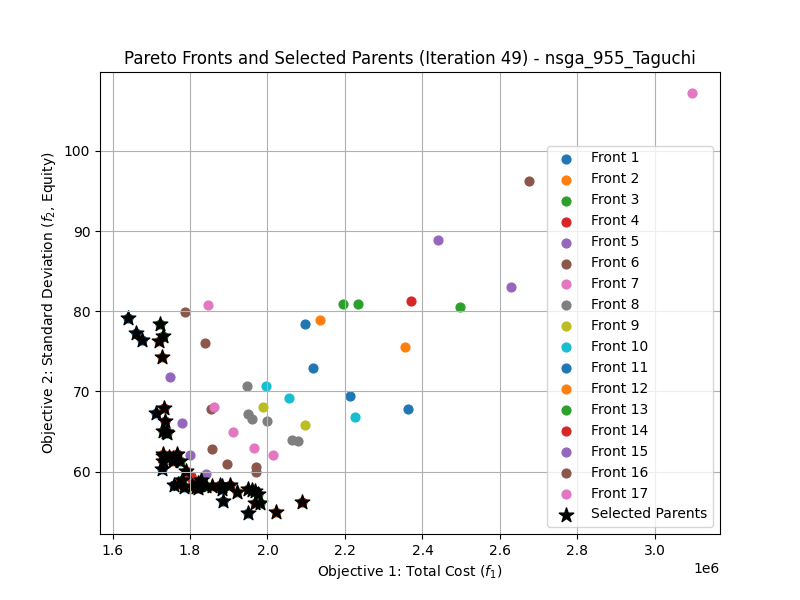 Pareto Fronts and Selected Parents (Iteration 49) - nsga_955_Taguchi
Objective 2: Standard Deviation (f₂, Equity)
100
90
80
70
60
1.6
1.8
2.0
2.2
2.4
2.6
2.8
3.0
1e6
Objective 1: Total Cost (f₁)
Front 1
Front 2
Front 3
Front 4
Front 5
Front 6
Front 7
Front 8
Front 9
Front 10
Front 11
Front 12
Front 13
Front 14
Front 15
Front 16
Front 17
Selected Parents